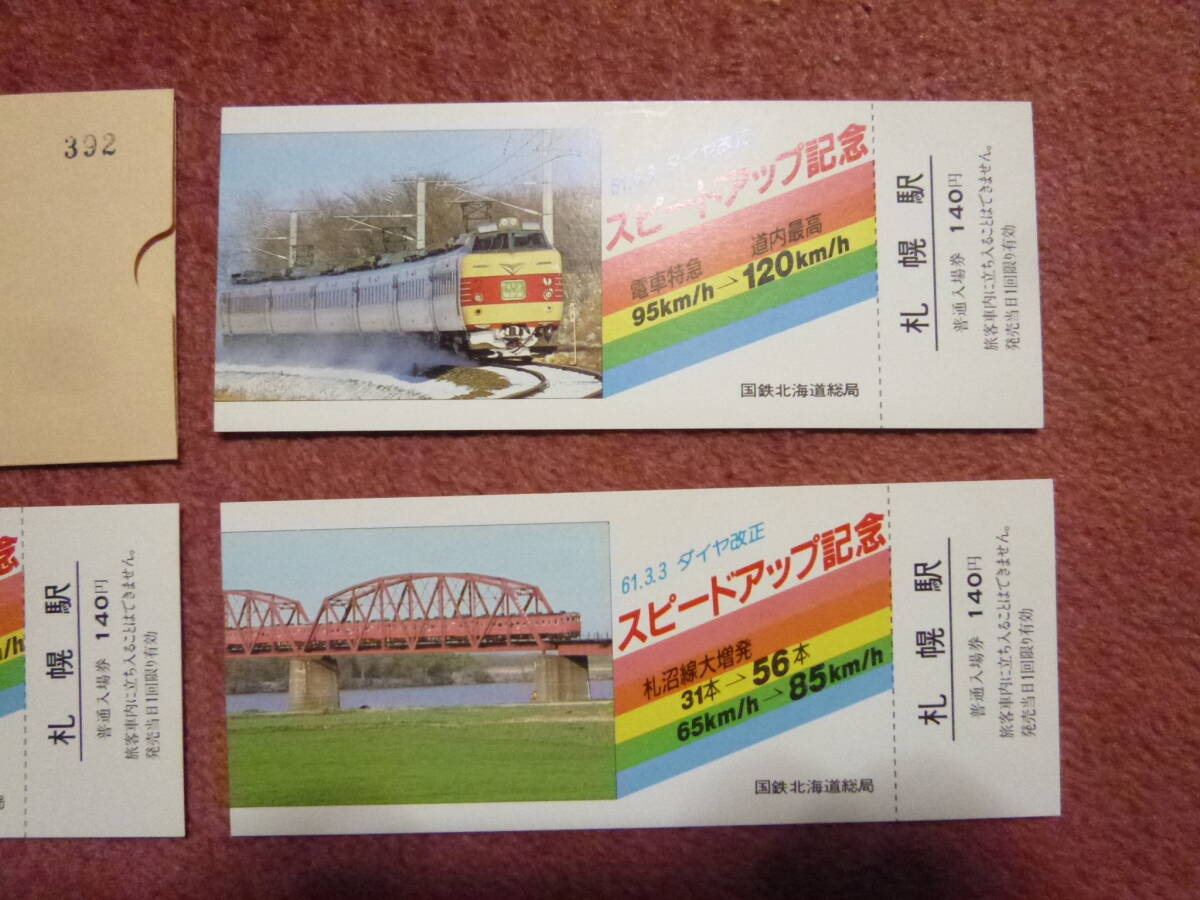 392
61.3.3 ダイヤ改正
スピードアップ記念
電車特急 道内最高
95km/h→120km/h
国鉄北海道総局
札幌駅
普通入場券 140円
旅客車内に立ち入ることはできません。
発売当日1回限り有効
念
/h
札幌駅
普通入場券 140円
旅客車内に立ち入ることはできません。
発売当日1回限り有効
61.3.3 ダイヤ改正
スピードアップ記念
札沼線大増発
31本→56本
65km/h→85km/h
国鉄北海道総局
札幌駅
普通入場券 140円
旅客車内に立ち入ることはできません。
発売当日1回限り有効